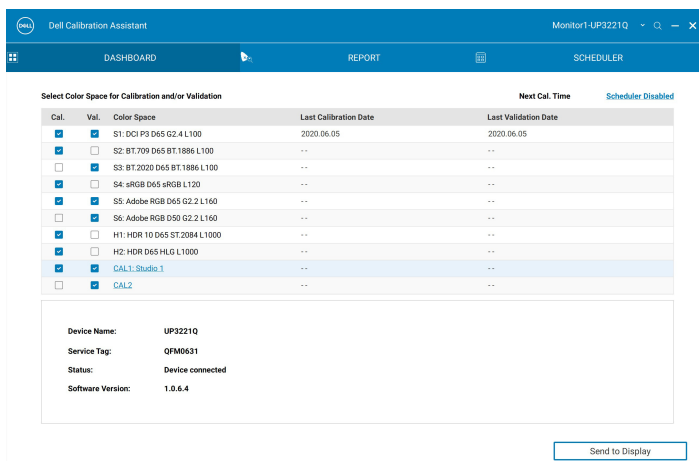 DELL Dell Calibration Assistant Monitor1-UP3221Q
DASHBOARD REPORT SCHEDULER
Select Color Space for Calibration and/or Validation Next Cal. Time Scheduler Disabled
Cal. Val. Color Space Last Calibration Date Last Validation Date
S1: DCI P3 D65 G2.4 L100 2020.06.05 2020.06.05
S2: BT.709 D65 BT.1886 L100 -- --
S3: BT.2020 D65 BT.1886 L100 -- --
S4: sRGB D65 sRGB L120 -- --
S5: Adobe RGB D65 G2.2 L160 -- --
S6: Adobe RGB D50 G2.2 L160 -- --
H1: HDR 10 D65 ST.2084 L1000 -- --
H2: HDR D65 HLG L1000 -- --
CAL1: Studio 1 -- --
CAL2 -- --
Device Name: UP3221Q
Service Tag: QFM0631
Status: Device connected
Software Version: 1.0.6.4
Send to Display